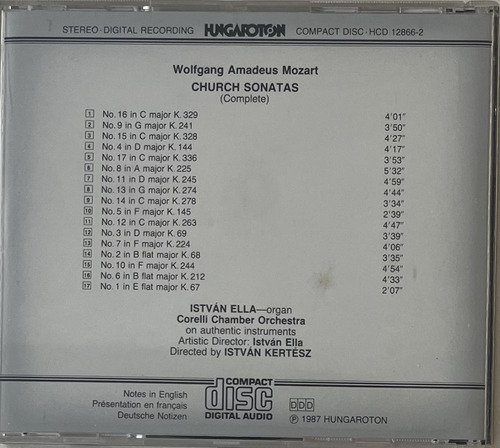 STEREO · DIGITAL RECORDING HUNGAROTON COMPACT DISC · HCD 12866-2
Wolfgang Amadeus Mozart
CHURCH SONATAS
(Complete)
1 No. 16 in C major K. 329 4'01"
2 No. 9 in G major K. 241 3'50"
3 No. 15 in C major K. 328 4'27"
4 No. 4 in D major K. 144 4'17"
5 No. 17 in C major K. 336 3'53"
6 No. 8 in A major K. 225 5'32"
7 No. 11 in D major K. 245 4'59"
8 No. 13 in G major K. 274 4'44"
9 No. 14 in C major K. 278 3'34"
10 No. 5 in F major K. 145 2'39"
11 No. 12 in C major K. 263 4'47"
12 No. 3 in D major K. 69 3'39"
13 No. 7 in F major K. 224 4'06"
14 No. 2 in B flat major K. 68 3'35"
15 No. 10 in F major K. 244 4'54"
16 No. 6 in B flat major K. 212 4'33"
17 No. 1 in E flat major K. 67 2'07"
ISTVÁN ELLA—organ
Corelli Chamber Orchestra
on authentic instruments
Artistic Director: István Ella
Directed by ISTVÁN KERTÉSZ
Notes in English
Présentation en français
Deutsche Notizen
COMPACT
disc
DIGITAL AUDIO
DDD
℗ 1987 HUNGAROTON